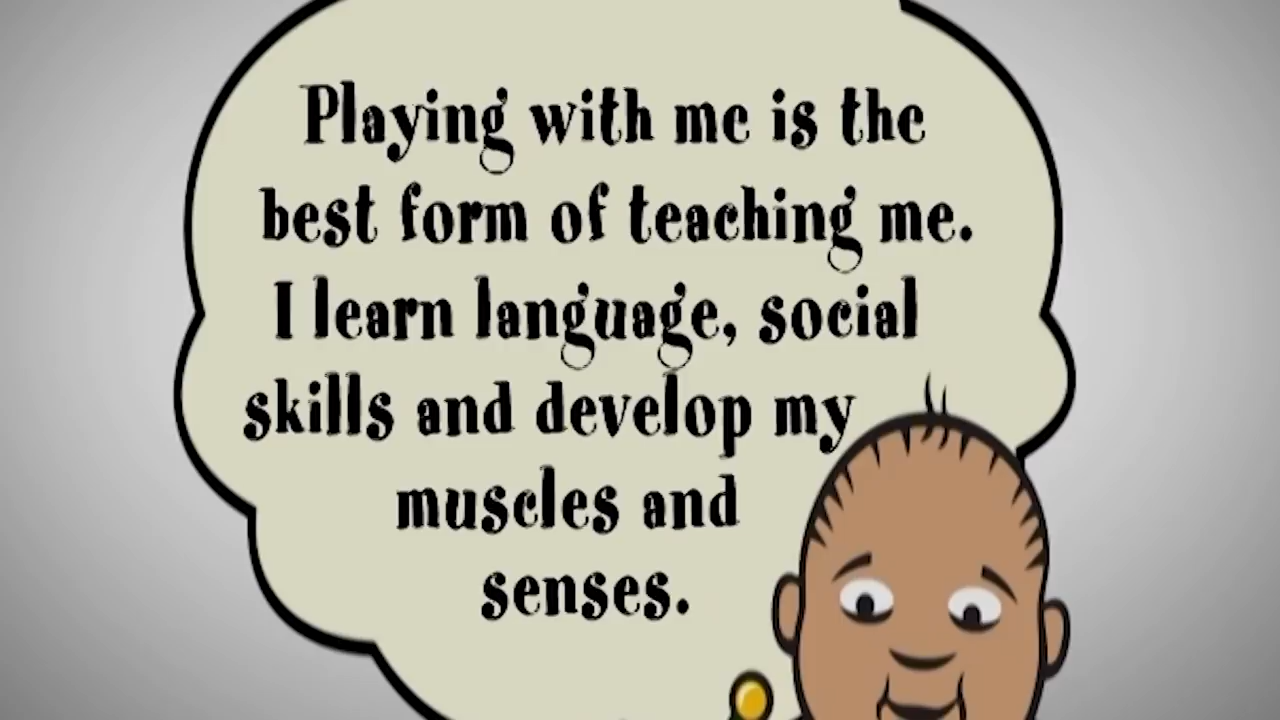 Playing with me is the
best form of teaching me.
I learn language, social
skills and develop my
muscles and
senses.